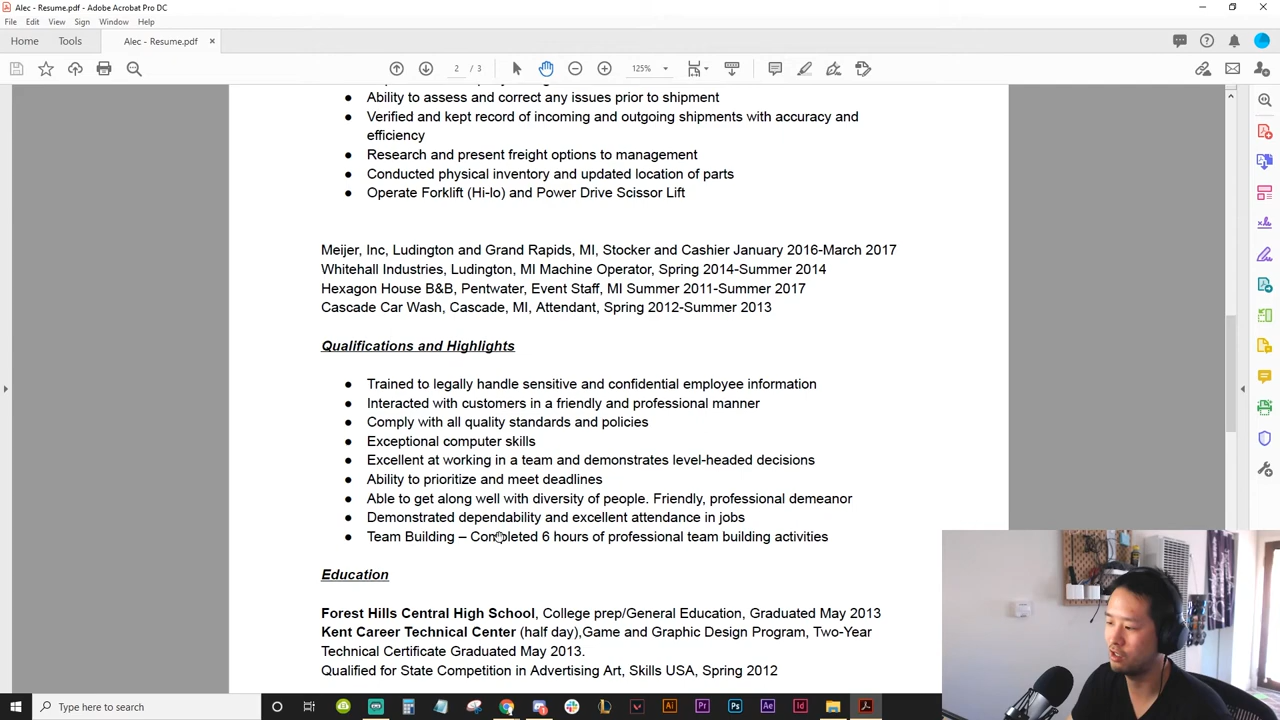 Alec - Resume.pdf - Adobe Acrobat Pro DC
File Edit View Sign Window Help
Home Tools Alec - Resume.pdf ×
2 / 3 125%
Ability to assess and correct any issues prior to shipment
Verified and kept record of incoming and outgoing shipments with accuracy and
efficiency
Research and present freight options to management
Conducted physical inventory and updated location of parts
Operate Forklift (Hi-lo) and Power Drive Scissor Lift
Meijer, Inc, Ludington and Grand Rapids, MI, Stocker and Cashier January 2016-March 2017
Whitehall Industries, Ludington, MI Machine Operator, Spring 2014-Summer 2014
Hexagon House B&B, Pentwater, Event Staff, MI Summer 2011-Summer 2017
Cascade Car Wash, Cascade, MI, Attendant, Spring 2012-Summer 2013
Qualifications and Highlights
Trained to legally handle sensitive and confidential employee information
Interacted with customers in a friendly and professional manner
Comply with all quality standards and policies
Exceptional computer skills
Excellent at working in a team and demonstrates level-headed decisions
Ability to prioritize and meet deadlines
Able to get along well with diversity of people. Friendly, professional demeanor
Demonstrated dependability and excellent attendance in jobs
Team Building – Completed 6 hours of professional team building activities
Education
Forest Hills Central High School, College prep/General Education, Graduated May 2013
Kent Career Technical Center (half day),Game and Graphic Design Program, Two-Year
Technical Certificate Graduated May 2013.
Qualified for State Competition in Advertising Art, Skills USA, Spring 2012
Type here to search Ai Pr Ps Ae Id